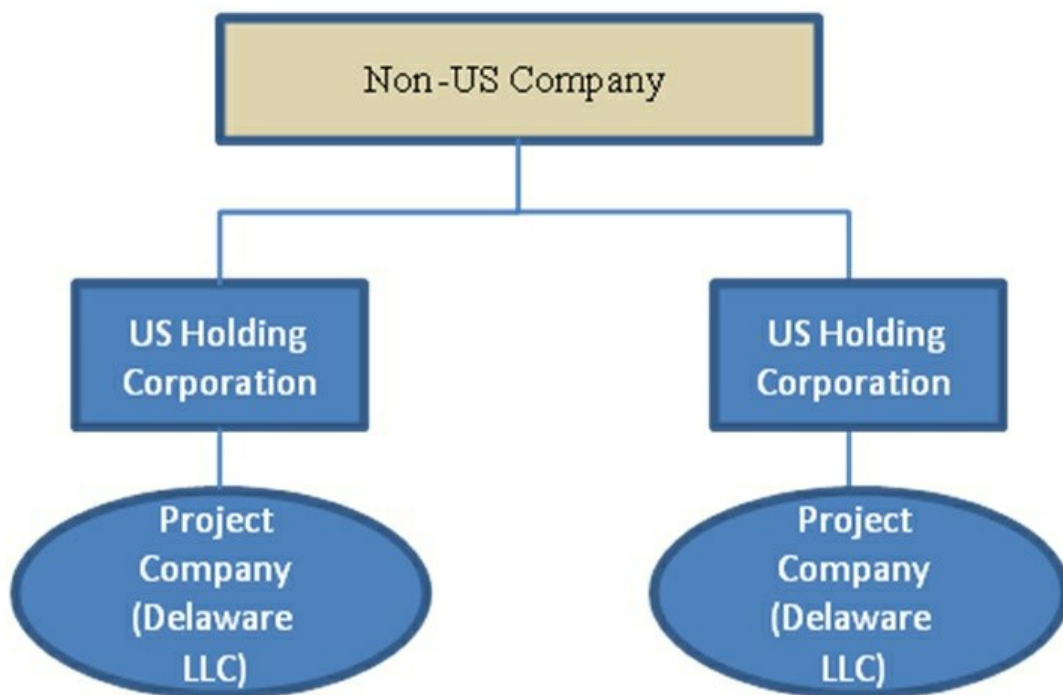 Non-US Company
US Holding
Corporation
US Holding
Corporation
Project
Company
(Delaware
LLC)
Project
Company
(Delaware
LLC)